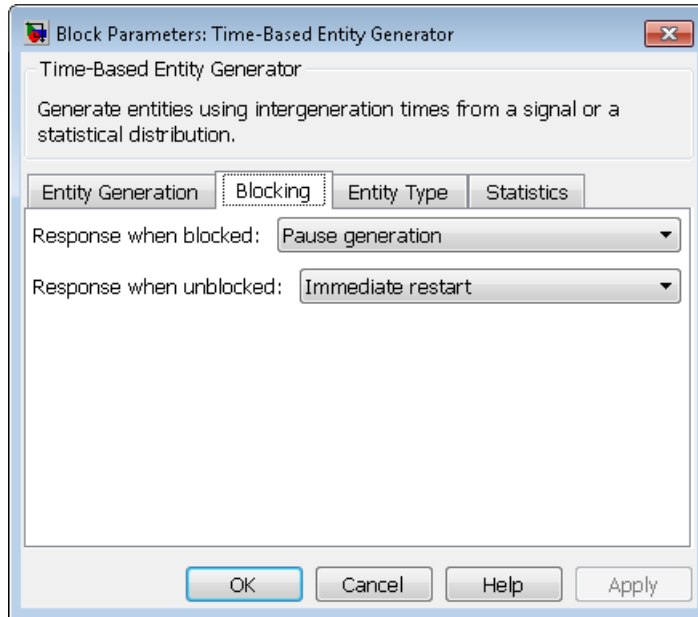 Block Parameters: Time-Based Entity Generator
Time-Based Entity Generator
Generate entities using intergeneration times from a signal or a
statistical distribution.
Entity Generation Blocking Entity Type Statistics
Response when blocked: Pause generation
Response when unblocked: Immediate restart
OK Cancel Help Apply